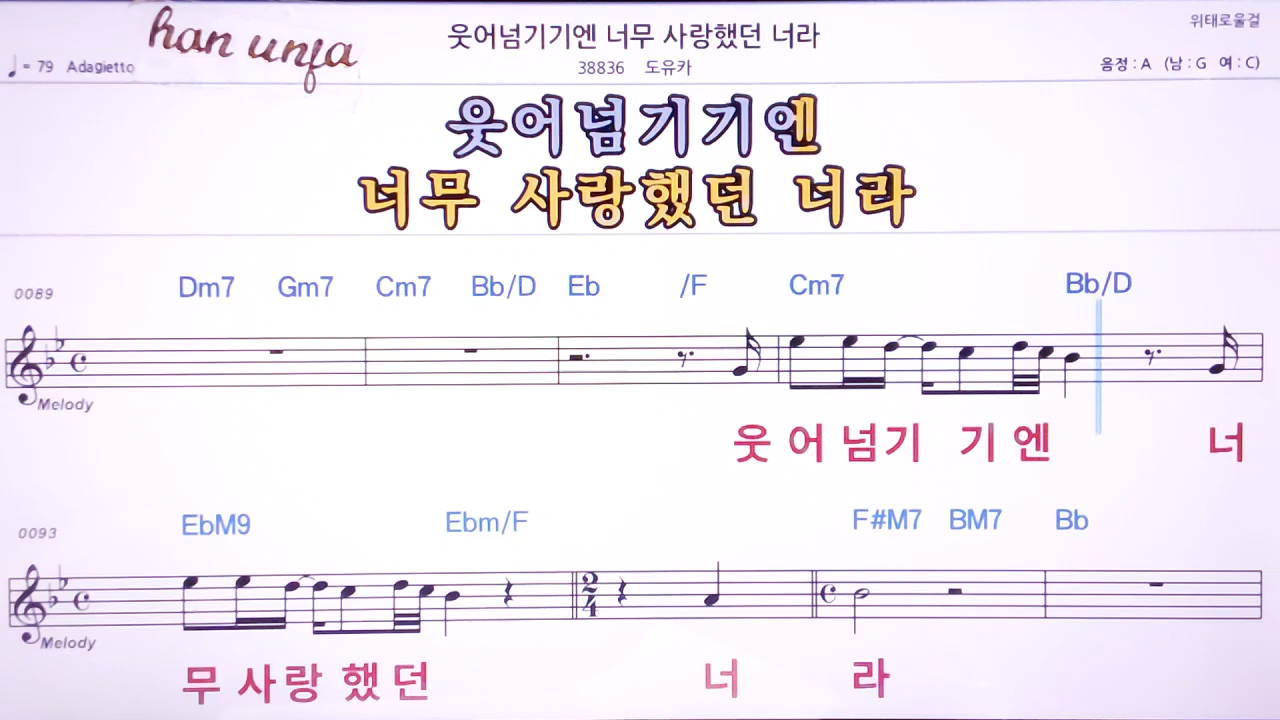 han unja
웃어넘기기엔 너무 사랑했던 너라
위태로울걸
♩ = 79 Adagietto
38836 도유카
음정 : A (남 : G 여 : C)
웃어넘기기엔
너무 사랑했던 너라
0089 Dm7 Gm7 Cm7 Bb/D Eb /F Cm7 Bb/D
Melody
웃 어 넘기 기 엔 너
0093 EbM9 Ebm/F F#M7 BM7 Bb
2
4
Melody
무 사랑 했 던 너 라